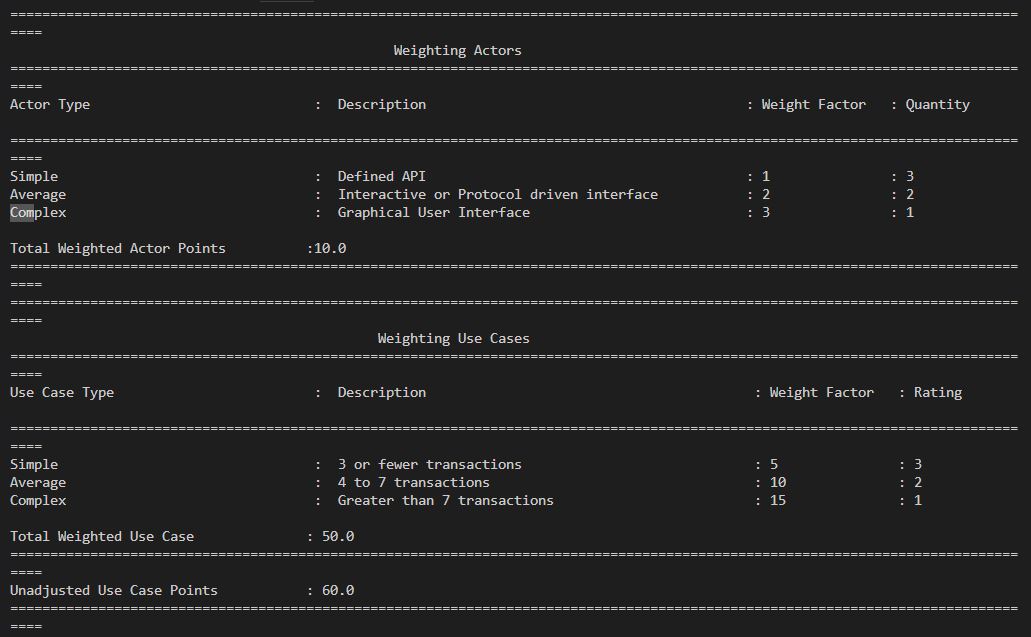 ==============================================================================================================================
====
Weighting Actors
==============================================================================================================================
====
Actor Type : Description : Weight Factor : Quantity
==============================================================================================================================
====
Simple : Defined API : 1 : 3
Average : Interactive or Protocol driven interface : 2 : 2
Complex : Graphical User Interface : 3 : 1
Total Weighted Actor Points :10.0
==============================================================================================================================
====
==============================================================================================================================
====
Weighting Use Cases
==============================================================================================================================
====
Use Case Type : Description : Weight Factor : Rating
==============================================================================================================================
====
Simple : 3 or fewer transactions : 5 : 3
Average : 4 to 7 transactions : 10 : 2
Complex : Greater than 7 transactions : 15 : 1
Total Weighted Use Case : 50.0
==============================================================================================================================
====
Unadjusted Use Case Points : 60.0
==============================================================================================================================
====